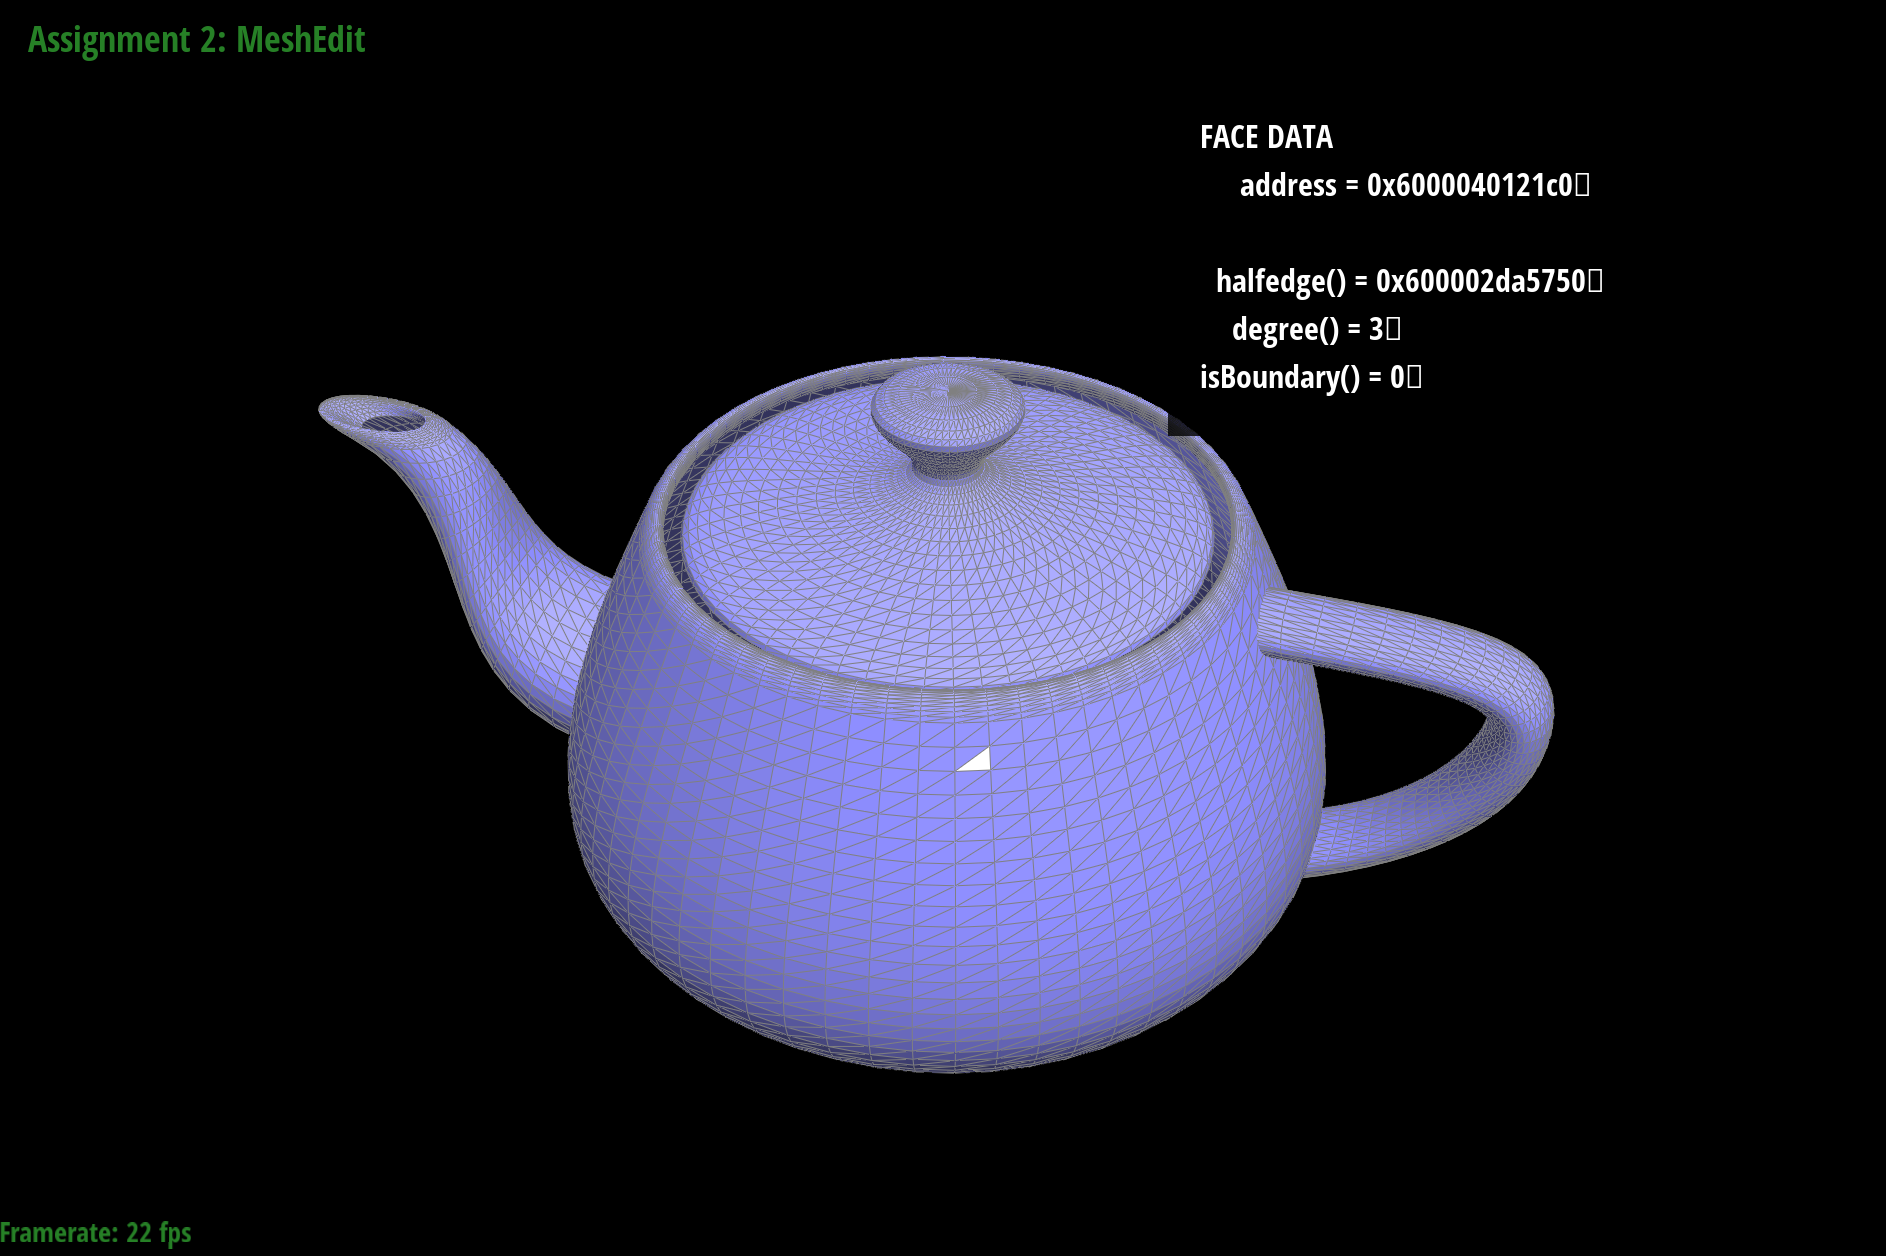 Assignment 2: MeshEdit
FACE DATA
address = 0x6000040121c0
halfedge() = 0x600002da5750
degree() = 3
isBoundary() = 0
Framerate: 22 fps